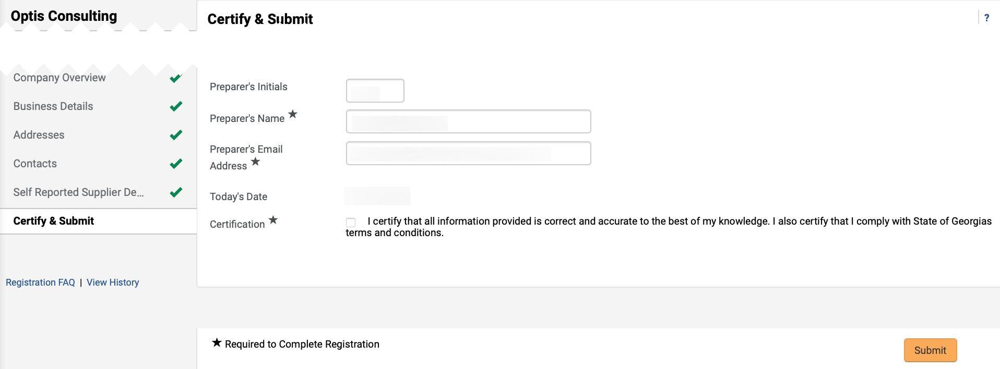 Optis Consulting
Certify & Submit
?
Company Overview
Business Details
Addresses
Contacts
Self Reported Supplier De...
Certify & Submit
Registration FAQ | View History
Preparer's Initials
Preparer's Name ★
Preparer's Email
Address ★
Today's Date
Certification ★
I certify that all information provided is correct and accurate to the best of my knowledge. I also certify that I comply with State of Georgias
terms and conditions.
★ Required to Complete Registration
Submit